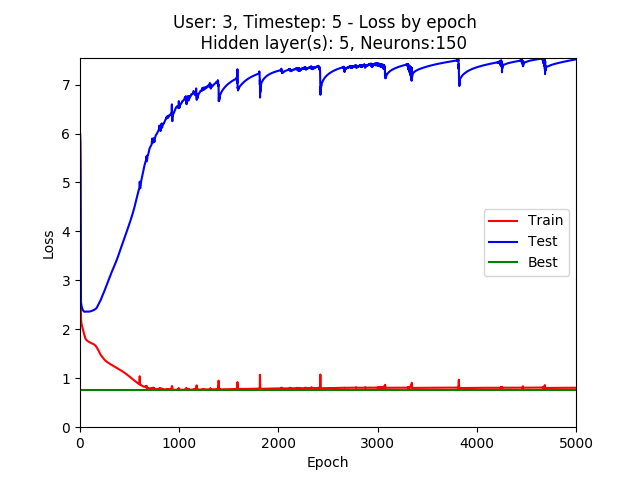 User: 3, Timestep: 5 - Loss by epoch
Hidden layer(s): 5, Neurons:150
7
6
5
4
3
2
1
0
Loss
Train
Test
Best
0 1000 2000 3000 4000 5000
Epoch